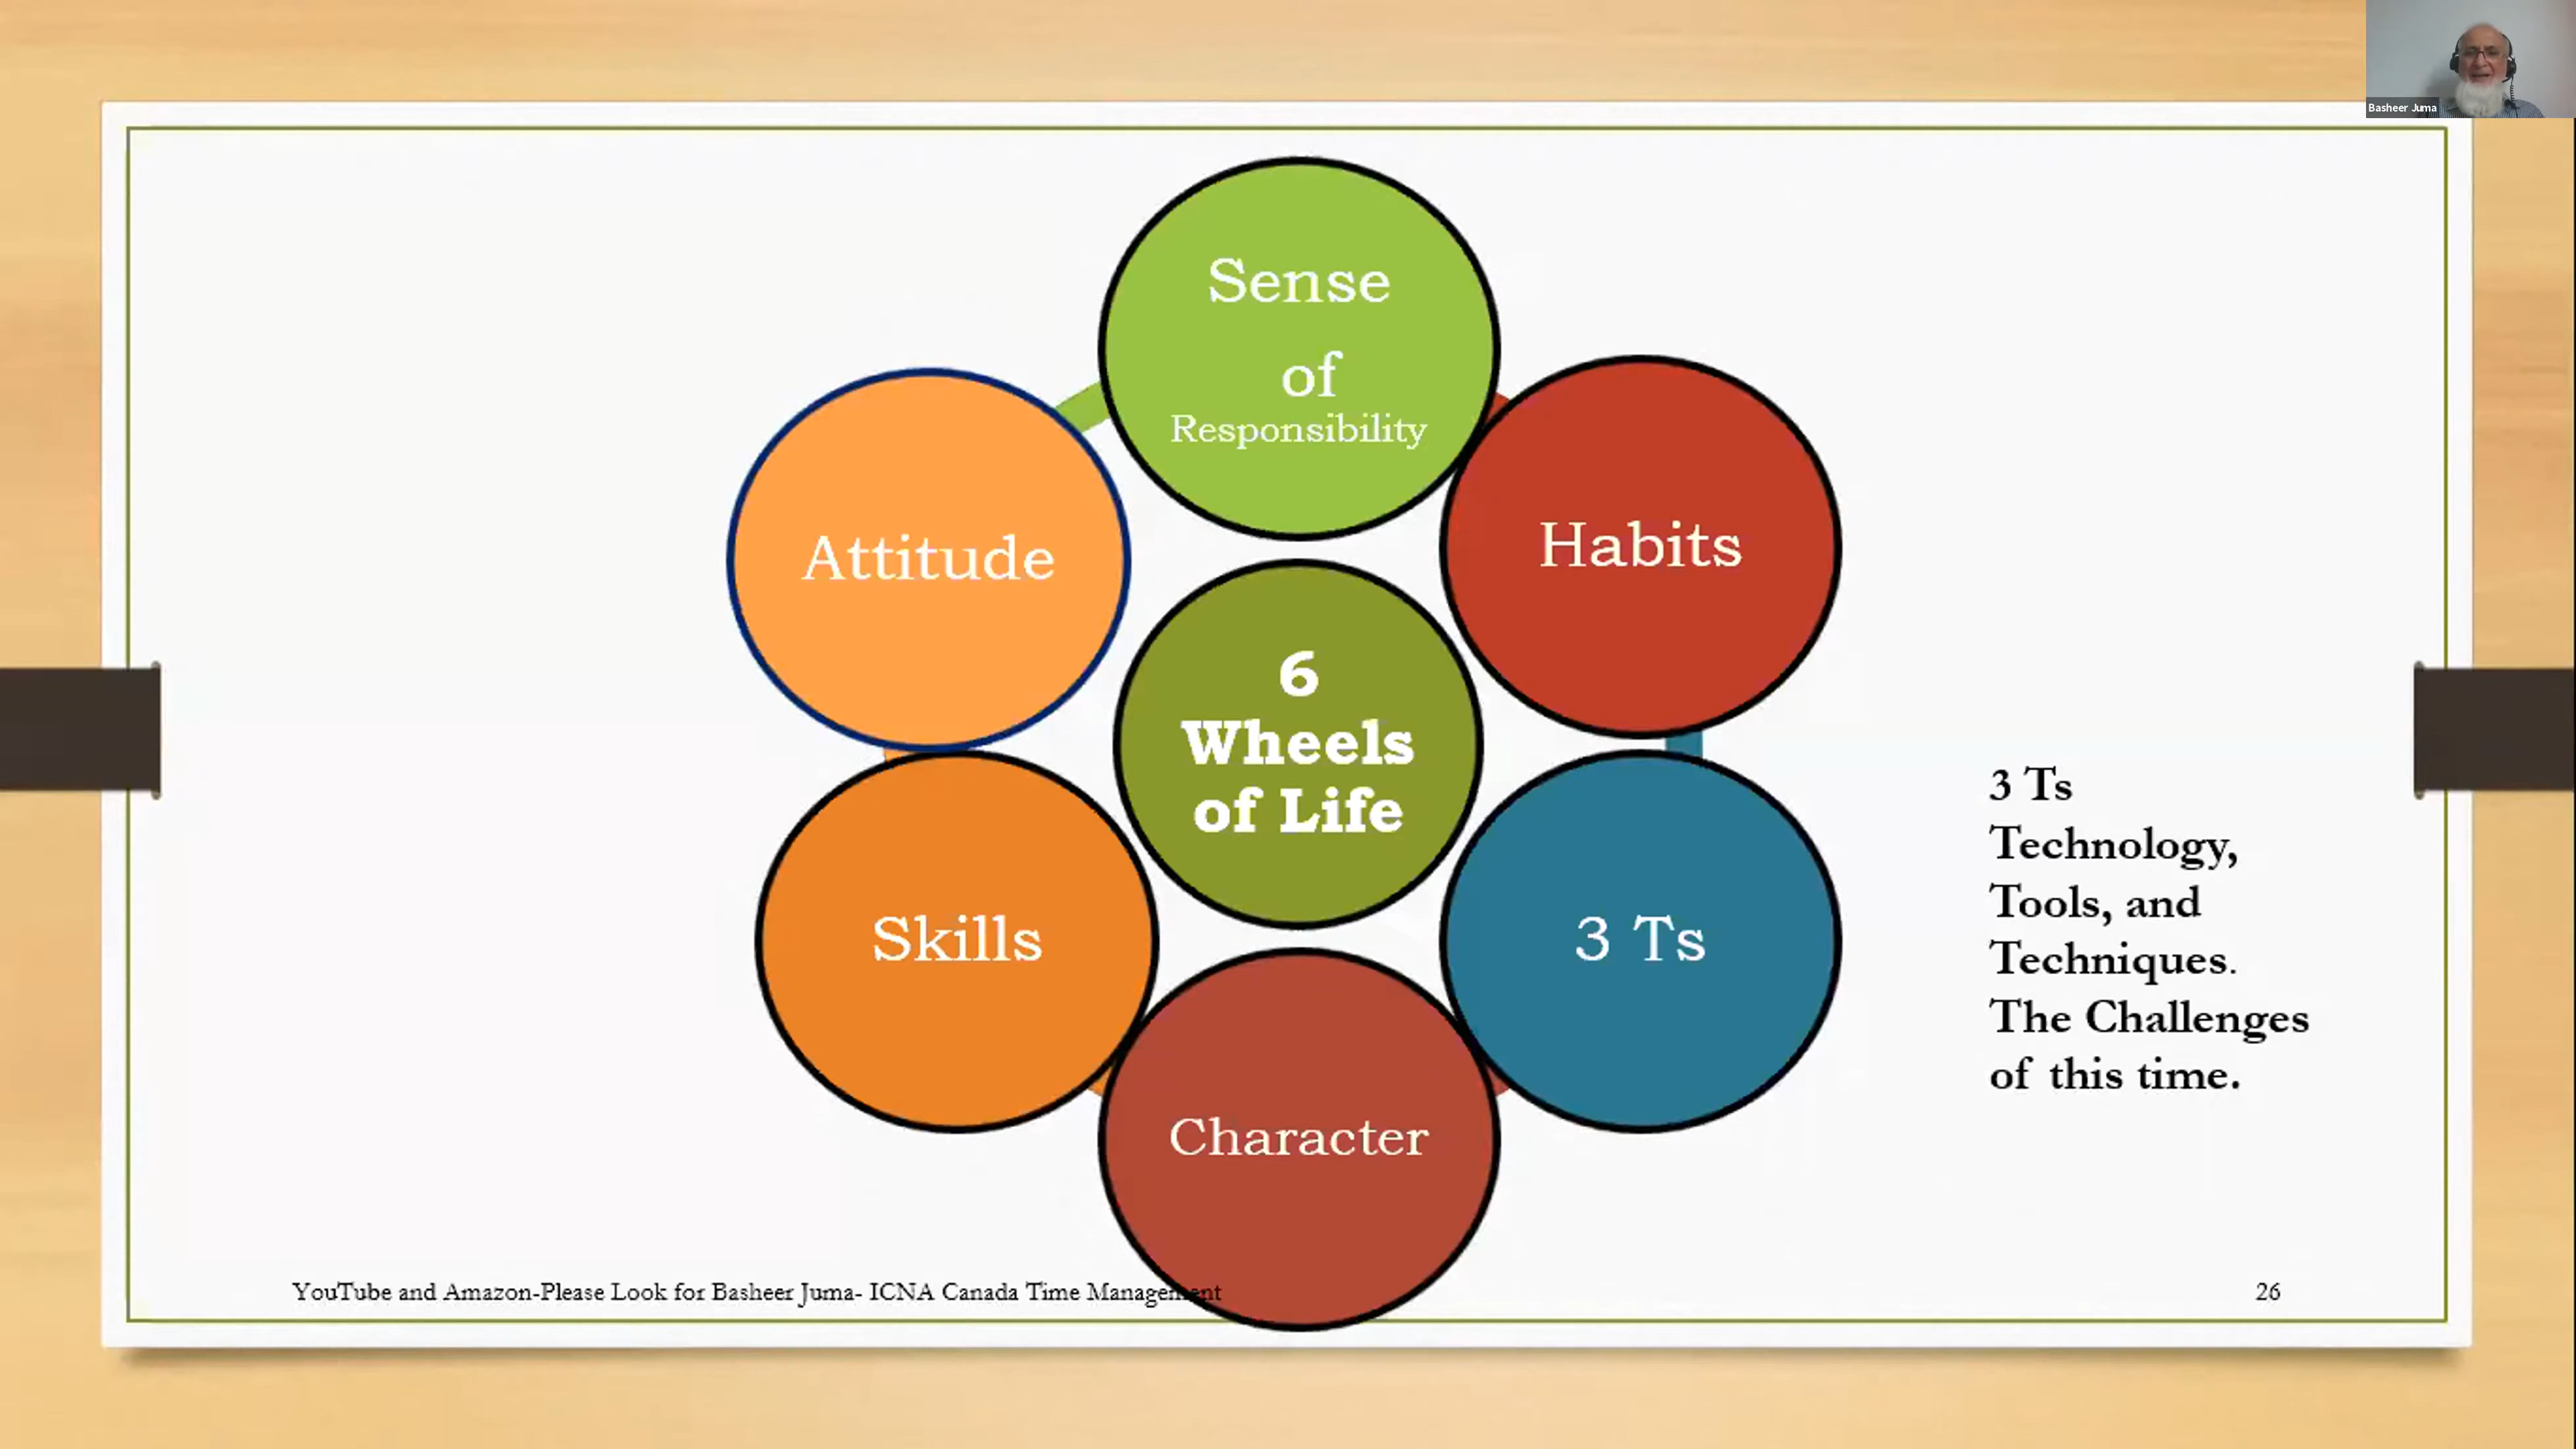 Basheer Juma
Sense
of
Responsibility
Attitude
Habits
6
Wheels
of Life
Skills
3 Ts
Character
3 Ts
Technology,
Tools, and
Techniques.
The Challenges
of this time.
YouTube and Amazon-Please Look for Basheer Juma- ICNA Canada Time Management
26